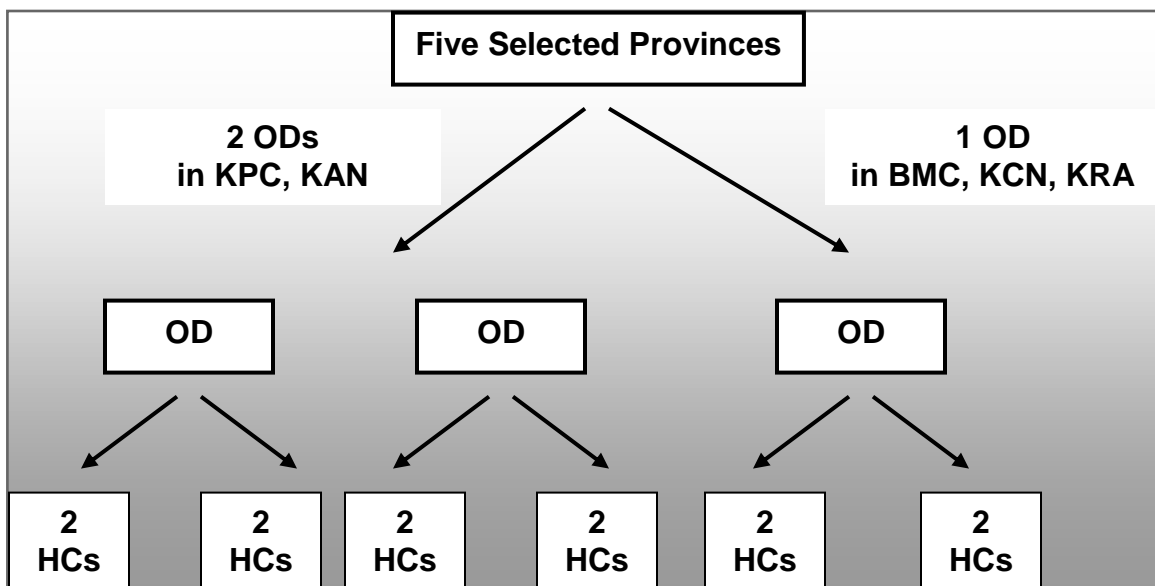 Five Selected Provinces
2 ODs
in KPC, KAN
1 OD
in BMC, KCN, KRA
OD
OD
OD
2
HCs
2
HCs
2
HCs
2
HCs
2
HCs
2
HCs